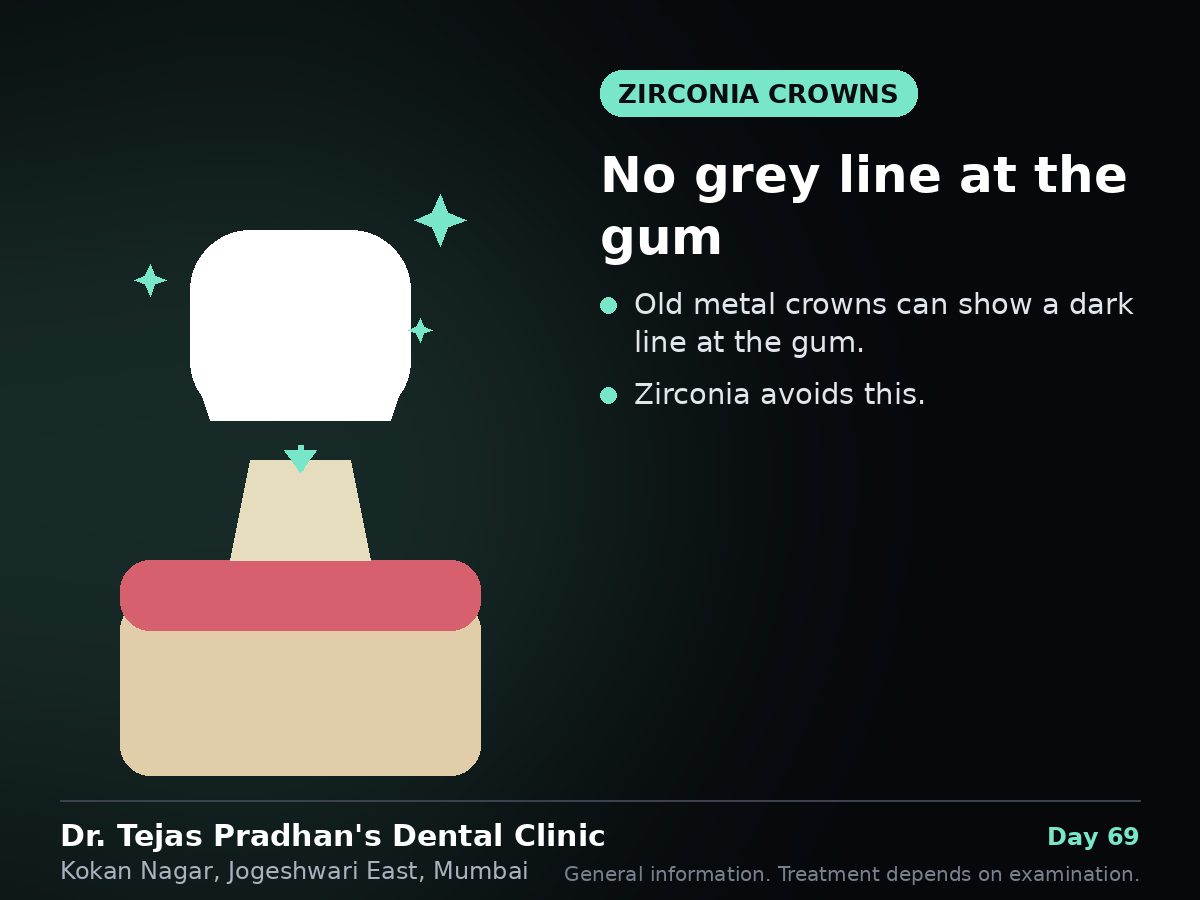 ZIRCONIA CROWNS
No grey line at the
gum
Old metal crowns can show a dark
line at the gum.
Zirconia avoids this.
Dr. Tejas Pradhan's Dental Clinic
Kokan Nagar, Jogeshwari East, Mumbai
Day 69
General information. Treatment depends on examination.